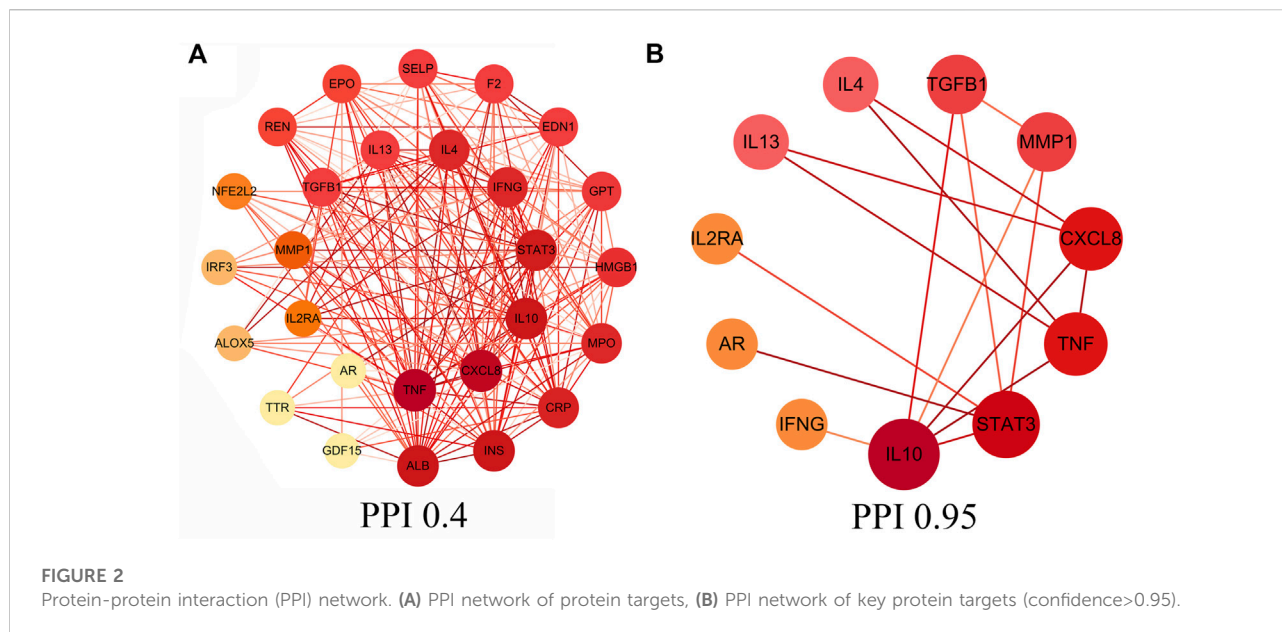 A
B
SELP
EPO
F2
REN
EDN1
IL13
IL4
NFE2L2
TGFB1
IFNG
GPT
MMP1
STAT3
IRF3
HMGB1
IL2RA
IL10
ALOX5
MPO
AR
TNF
CXCL8
TTR
CRP
GDF15
ALB
INS
PPI 0.4
IL4
TGFB1
IL13
MMP1
IL2RA
CXCL8
AR
TNF
IFNG
STAT3
IL10
PPI 0.95
FIGURE 2
Protein-protein interaction (PPI) network. (A) PPI network of protein targets, (B) PPI network of key protein targets (confidence>0.95).